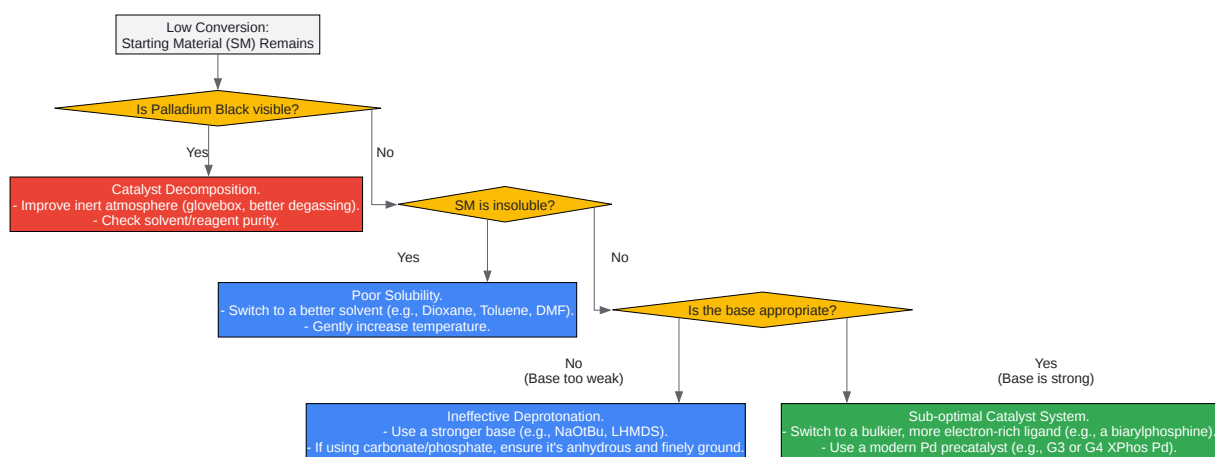 Low Conversion:
Starting Material (SM) Remains
Is Palladium Black visible?
Yes
No
Catalyst Decomposition.
- Improve inert atmosphere (glovebox, better degassing).
- Check solvent/reagent purity.
SM is insoluble?
Yes
No
Poor Solubility.
- Switch to a better solvent (e.g., Dioxane, Toluene, DMF).
- Gently increase temperature.
Is the base appropriate?
No
(Base too weak)
Yes
(Base is strong)
Ineffective Deprotonation.
- Use a stronger base (e.g., NaOtBu, LHMDS).
- If using carbonate/phosphate, ensure it's anhydrous and finely ground.
Sub-optimal Catalyst System.
- Switch to a bulkier, more electron-rich ligand (e.g., a biarylphosphine).
- Use a modern Pd precatalyst (e.g., G3 or G4 XPhos Pd).